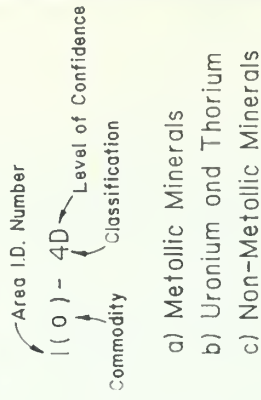 Area I.D. Number
1(a) - 4D
Level of Confidence
Commodity
Classification
a) Metallic Minerals
b) Uranium and Thorium
c) Non-Metallic Minerals